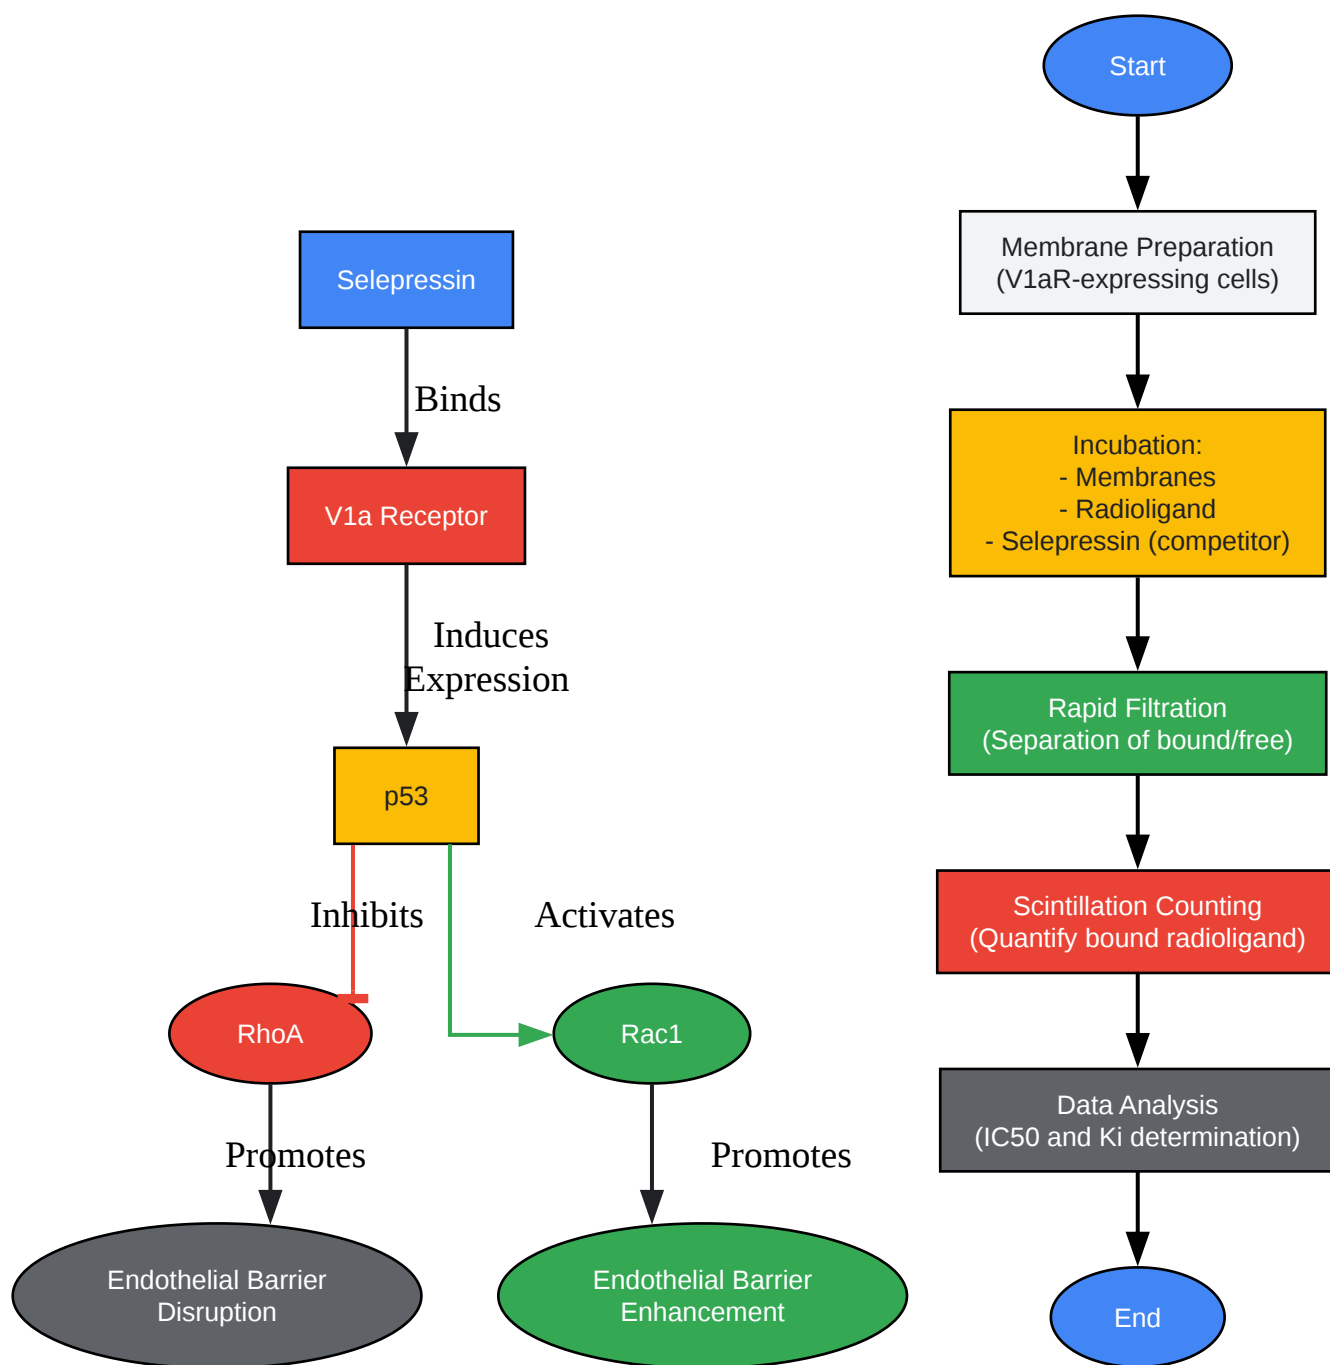 Selepressin
Binds
V1a Receptor
Induces
Expression
p53
Inhibits
Activates
RhoA
Rac1
Promotes
Promotes
Endothelial Barrier
Disruption
Endothelial Barrier
Enhancement
Start
Membrane Preparation
(V1aR-expressing cells)
Incubation:
- Membranes
- Radioligand
- Selepressin (competitor)
Rapid Filtration
(Separation of bound/free)
Scintillation Counting
(Quantify bound radioligand)
Data Analysis
(IC50 and Ki determination)
End